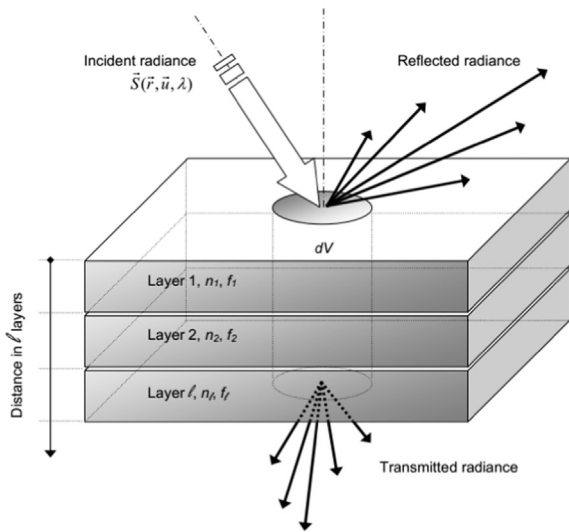 Incident radiance
S⃗(r⃗,u⃗,λ)
Reflected radiance
dV
Layer 1, n₁, f₁
Layer 2, n₂, f₂
Layer ℓ, nℓ, fℓ
Distance in ℓ layers
Transmitted radiance